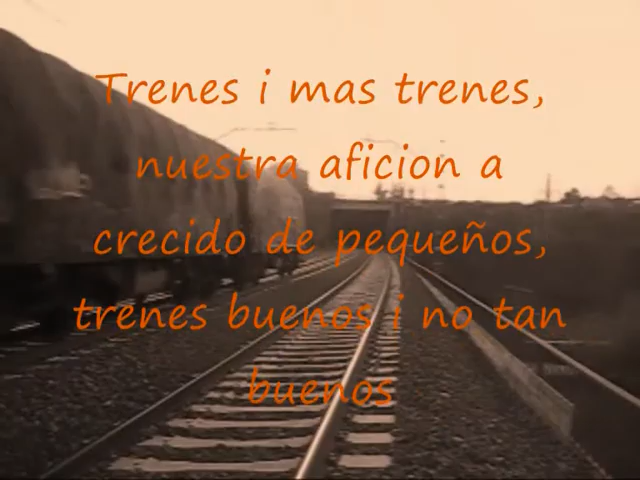 Trenes i mas trenes,
nuestra aficion a
crecido de pequeños,
trenes buenos i no tan
buenos